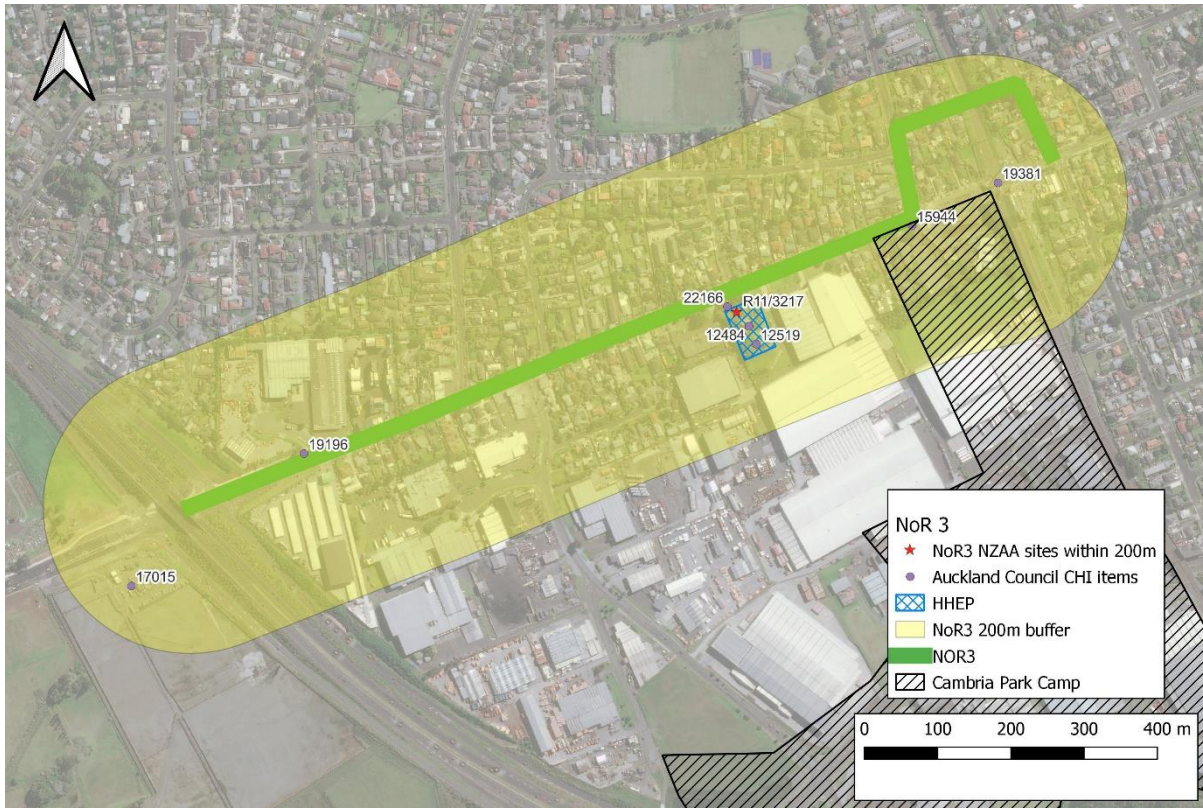 19381
15944
22166
R11/3217
12484
12519
19196
17015
NoR 3
NoR3 NZAA sites within 200m
Auckland Council CHI items
HHEP
NoR3 200m buffer
NOR3
Cambria Park Camp
0 100 200 300 400 m